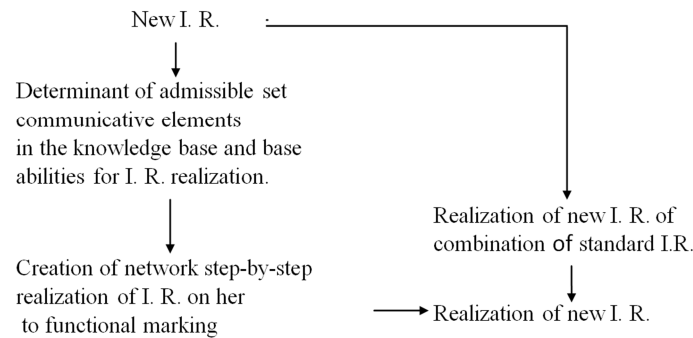 New I. R.
Determinant of admissible set
communicative elements
in the knowledge base and base
abilities for I. R. realization.
Realization of new I. R. of
combination of standard I.R.
Creation of network step-by-step
realization of I. R. on her
to functional marking
Realization of new I. R.